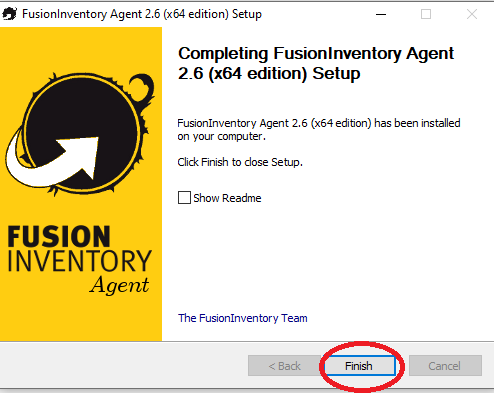 FusionInventory Agent 2.6 (x64 edition) Setup
Completing FusionInventory Agent
2.6 (x64 edition) Setup
FusionInventory Agent 2.6 (x64 edition) has been installed
on your computer.
Click Finish to close Setup.
Show Readme
FUSION
INVENTORY
Agent
The FusionInventory Team
< Back
Finish
Cancel